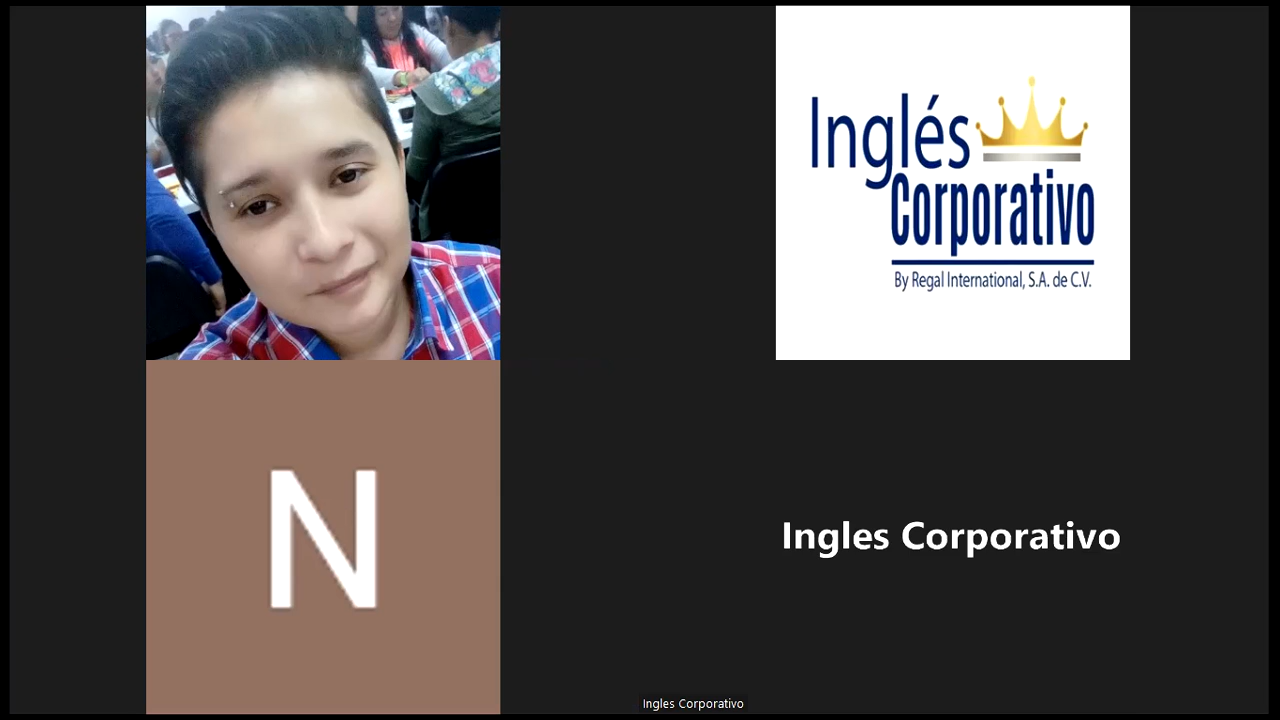 Inglés
Corporativo
By Regal International, S.A. de C.V.
N
Ingles Corporativo
Ingles Corporativo